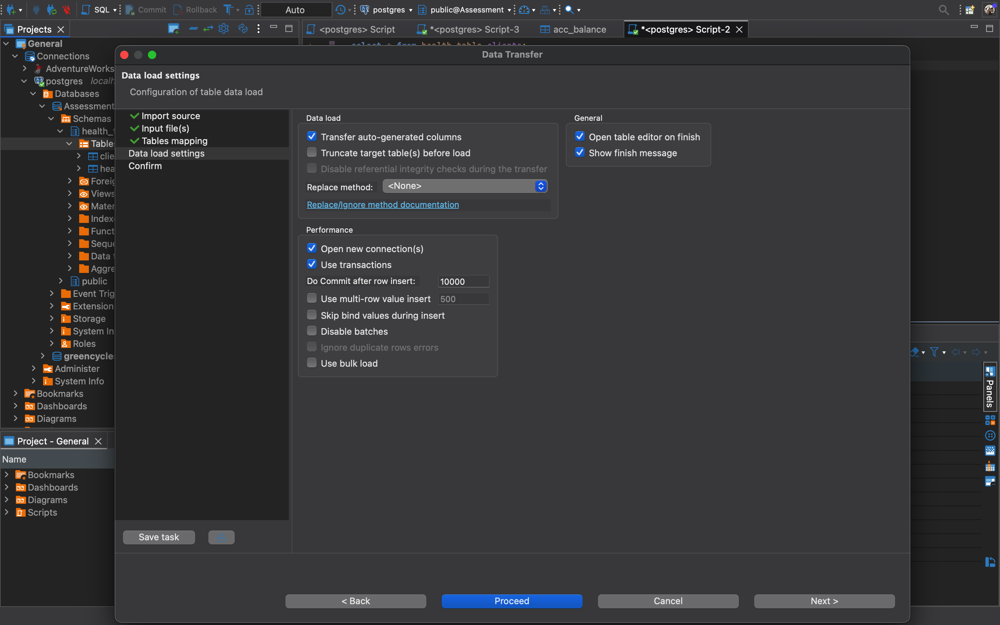 SQL
Commit
Rollback
Auto
postgres
public@Assessment
Projects
<postgres> Script
*<postgres> Script-3
acc_balance
*<postgres> Script-2
General
Connections
AdventureWorks
postgres localh
Databases
Assessment
Schemas
health_
Tables
clie
hea
Foreig
Views
Mater
Indexe
Funct
Seque
Data
Aggre
public
Event Trig
Extension
Storage
System In
Roles
greencycles
Administer
System Info
Bookmarks
Dashboards
Diagrams
Project - General
Name
Bookmarks
Dashboards
Diagrams
Scripts
Data Transfer
Data load settings
Configuration of table data load
Import source
Input file(s)
Tables mapping
Data load settings
Confirm
Save task
Data load
Transfer auto-generated columns
Truncate target table(s) before load
Disable referential integrity checks during the transfer
Replace method: <None>
Replace/Ignore method documentation
General
Open table editor on finish
Show finish message
Performance
Open new connection(s)
Use transactions
Do Commit after row insert: 10000
Use multi-row value insert 500
Skip bind values during insert
Disable batches
Ignore duplicate rows errors
Use bulk load
< Back
Proceed
Cancel
Next >
Panels